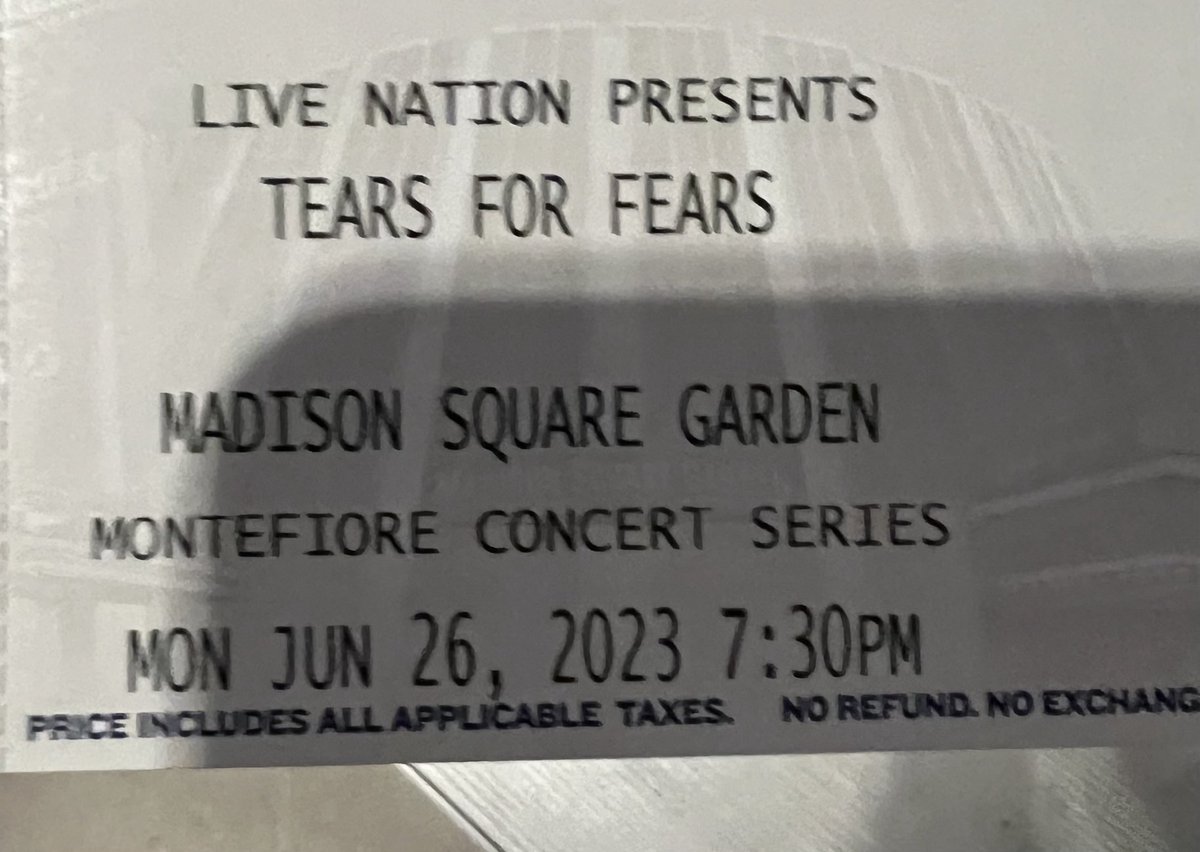 LIVE NATION PRESENTS
TEARS FOR FEARS
MADISON SQUARE GARDEN
MONTEFIORE CONCERT SERIES
MON JUN 26, 2023 7:30PM
PRICE INCLUDES ALL APPLICABLE TAXES. NO REFUND. NO EXCHANG